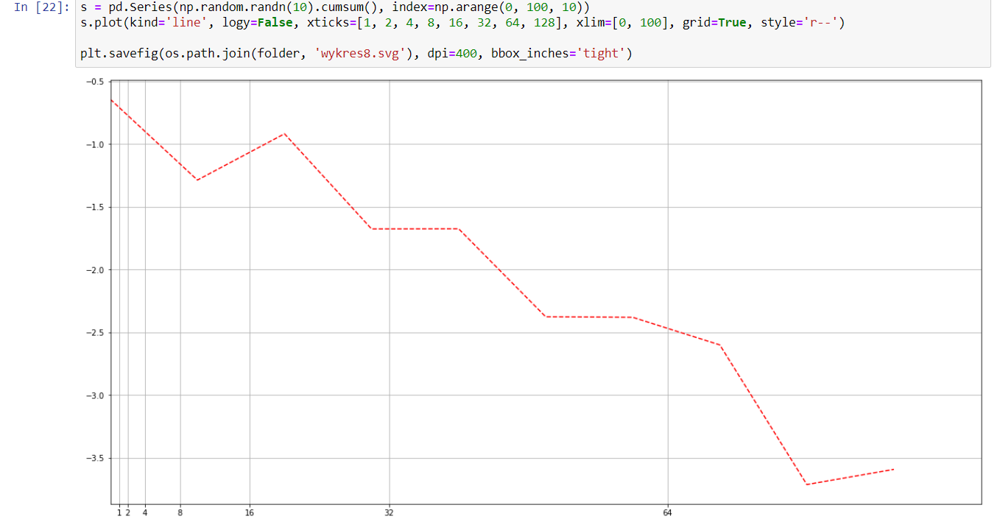 In [22]: s = pd.Series(np.random.randn(10).cumsum(), index=np.arange(0, 100, 10))
s.plot(kind='line', logy=False, xticks=[1, 2, 4, 8, 16, 32, 64, 128], xlim=[0, 100], grid=True, style='r--')
plt.savefig(os.path.join(folder, 'wykres8.svg'), dpi=400, bbox_inches='tight')
−0.5
−1.0
−1.5
−2.0
−2.5
−3.0
−3.5
1 2 4 8 16 32 64